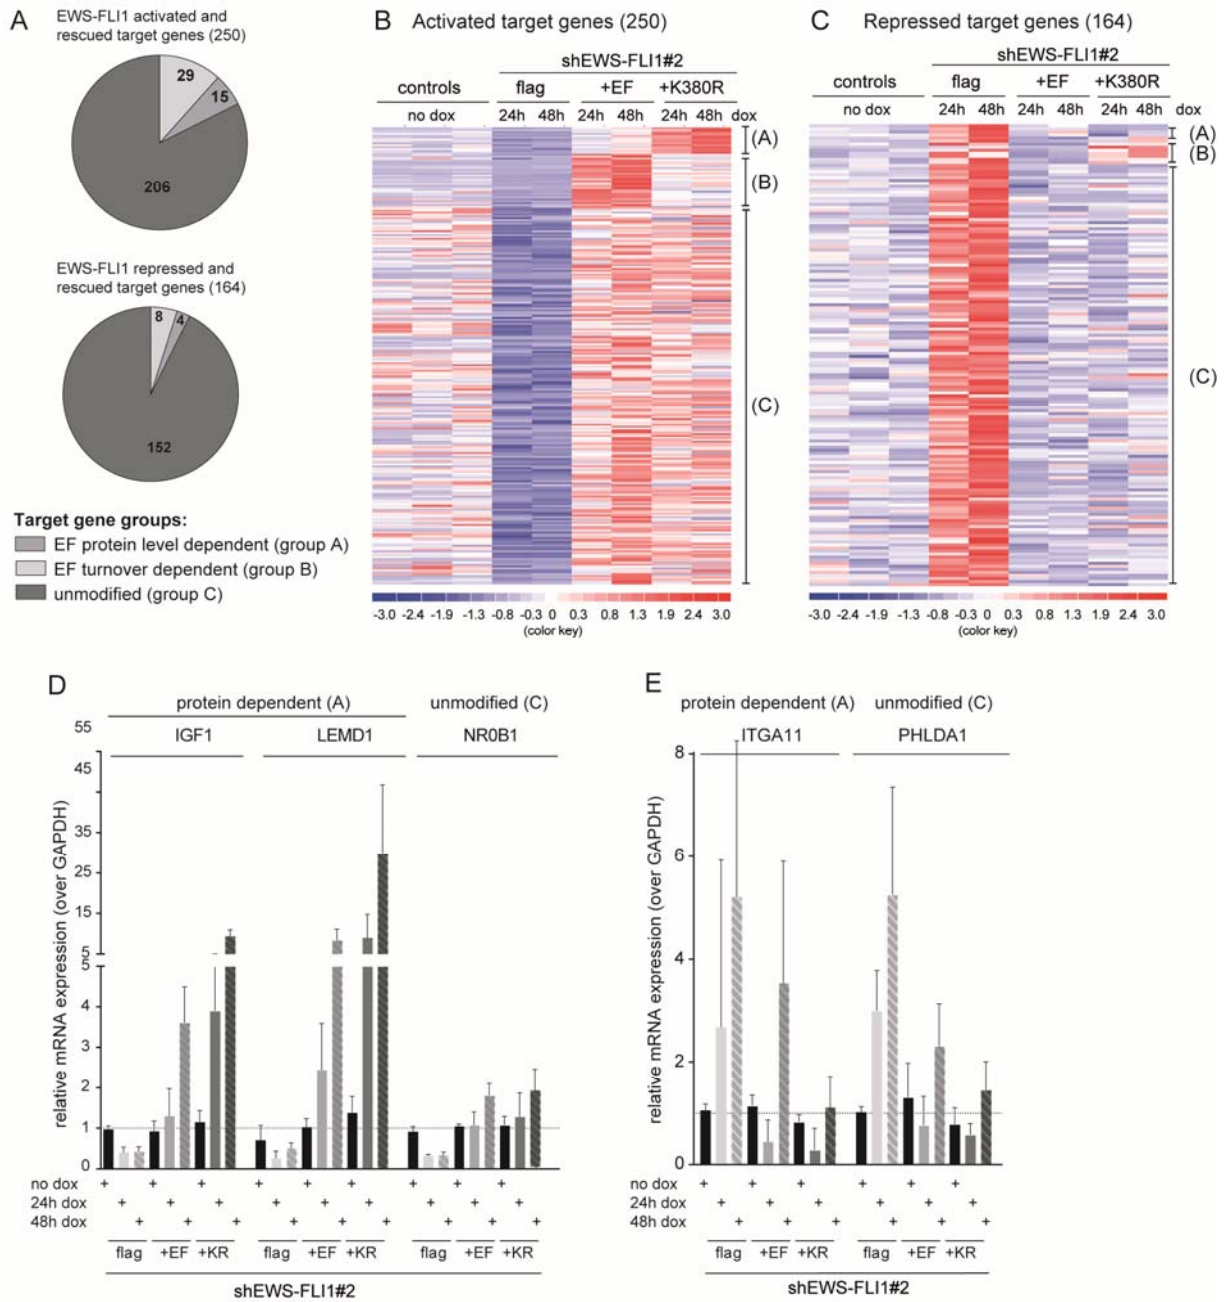 A
EWS-FLI1 activated and
rescued target genes (250)
29
15
206
EWS-FLI1 repressed and
rescued target genes (164)
8
4
152
Target gene groups:
EF protein level dependent (group A)
EF turnover dependent (group B)
unmodified (group C)
B Activated target genes (250)
shEWS-FLI1#2
controls flag +EF +K380R
no dox 24h 48h 24h 48h 24h 48h dox
(A)
(B)
(C)
-3.0 -2.4 -1.9 -1.3 -0.8 -0.3 0 0.3 0.8 1.3 1.9 2.4 3.0
(color key)
C Repressed target genes (164)
shEWS-FLI1#2
controls flag +EF +K380R
no dox 24h 48h 24h 48h 24h 48h dox
(A)
(B)
(C)
-3.0 -2.4 -1.9 -1.3 -0.8 -0.3 0 0.3 0.8 1.3 1.9 2.4 3.0
(color key)
D
protein dependent (A) unmodified (C)
IGF1 LEMD1 NR0B1
relative mRNA expression (over GAPDH)
55
45
35
25
15
5
5
4
3
2
1
0
no dox + + + + + + + + +
24h dox + + + + + + + + +
48h dox + + + + + + + + +
flag +EF +KR flag +EF +KR flag +EF +KR
shEWS-FLI1#2
E
protein dependent (A) unmodified (C)
ITGA11 PHLDA1
relative mRNA expression (over GAPDH)
8
6
4
2
0
no dox + + + + + +
24h dox + + + + + +
48h dox + + + + + +
flag +EF +KR flag +EF +KR
shEWS-FLI1#2